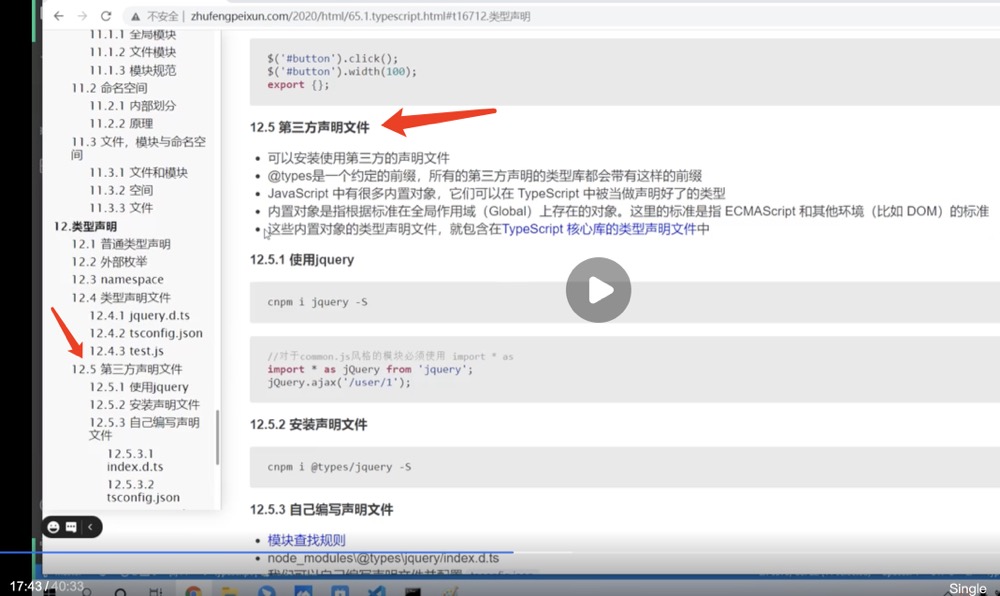 不安全 | zhufengpeixun.com/2020/html/65.1.typescript.html#t16712.类型声明
11.1.1 全局模块
11.1.2 文件模块
11.1.3 模块规范
11.2 命名空间
11.2.1 内部划分
11.2.2 原理
11.3 文件，模块与命名空
间
11.3.1 文件和模块
11.3.2 空间
11.3.3 文件
12.类型声明
12.1 普通类型声明
12.2 外部枚举
12.3 namespace
12.4 类型声明文件
12.4.1 jquery.d.ts
12.4.2 tsconfig.json
12.4.3 test.js
12.5 第三方声明文件
12.5.1 使用jquery
12.5.2 安装声明文件
12.5.3 自己编写声明
文件
12.5.3.1
index.d.ts
12.5.3.2
tsconfig.json
$('#button').click();
$('#button').width(100);
export {};
12.5 第三方声明文件
可以安装使用第三方的声明文件
@types是一个约定的前缀，所有的第三方声明的类型库都会带有这样的前缀
JavaScript 中有很多内置对象，它们可以在 TypeScript 中被当做声明好了的类型
内置对象是指根据标准在全局作用域（Global）上存在的对象。这里的标准是指 ECMAScript 和其他环境（比如 DOM）的标准
这些内置对象的类型声明文件，就包含在TypeScript 核心库的类型声明文件中
12.5.1 使用jquery
cnpm i jquery -S
//对于common.js风格的模块必须使用 import * as
import * as jQuery from 'jquery';
jQuery.ajax('/user/1');
12.5.2 安装声明文件
cnpm i @types/jquery -S
12.5.3 自己编写声明文件
模块查找规则
node_modules\@types\jquery/index.d.ts
17:43/40:33
Single